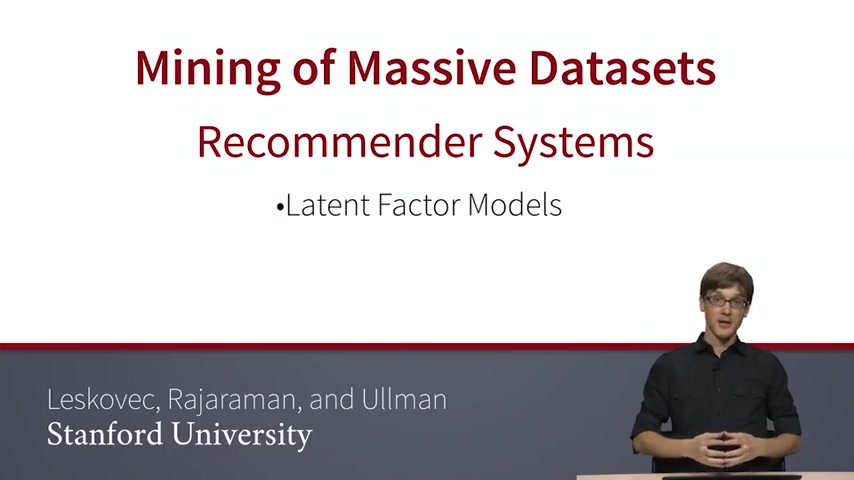 Mining of Massive Datasets
Recommender Systems
•Latent Factor Models
Leskovec, Rajaraman, and Ullman
Stanford University